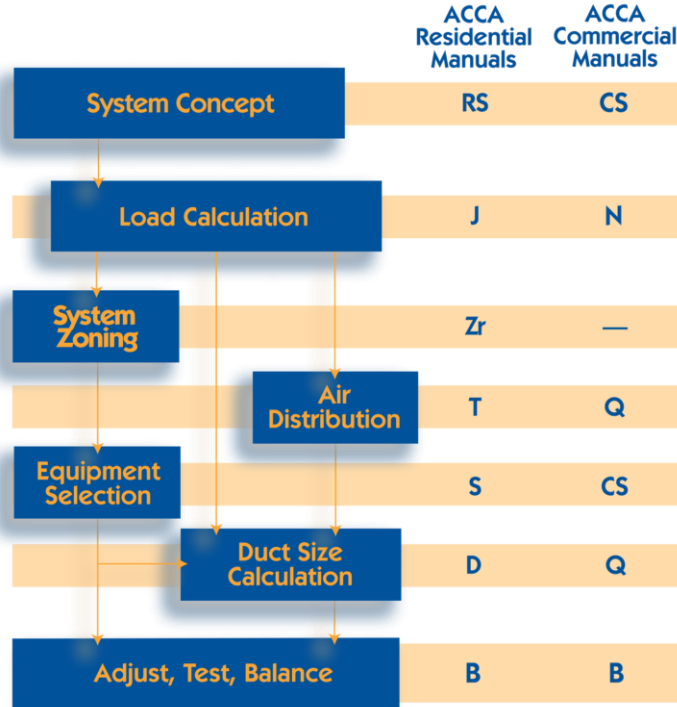 ACCA
Residential
Manuals
ACCA
Commercial
Manuals
System Concept
RS
CS
Load Calculation
J
N
System
Zoning
Zr
—
Air
Distribution
T
Q
Equipment
Selection
S
CS
Duct Size
Calculation
D
Q
Adjust, Test, Balance
B
B